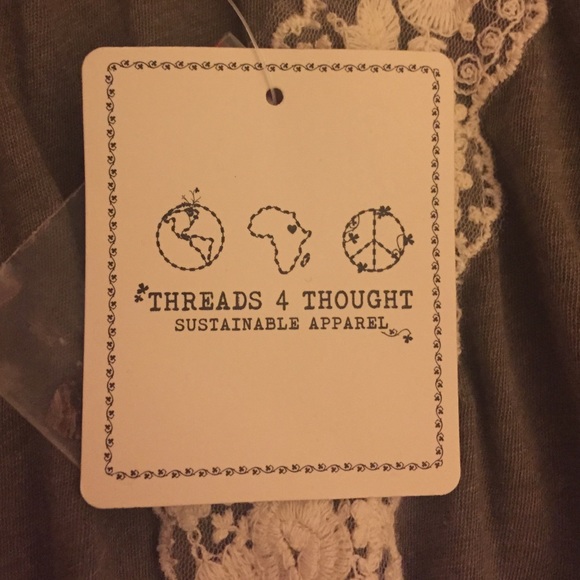 THREADS 4 THOUGHT
SUSTAINABLE APPAREL